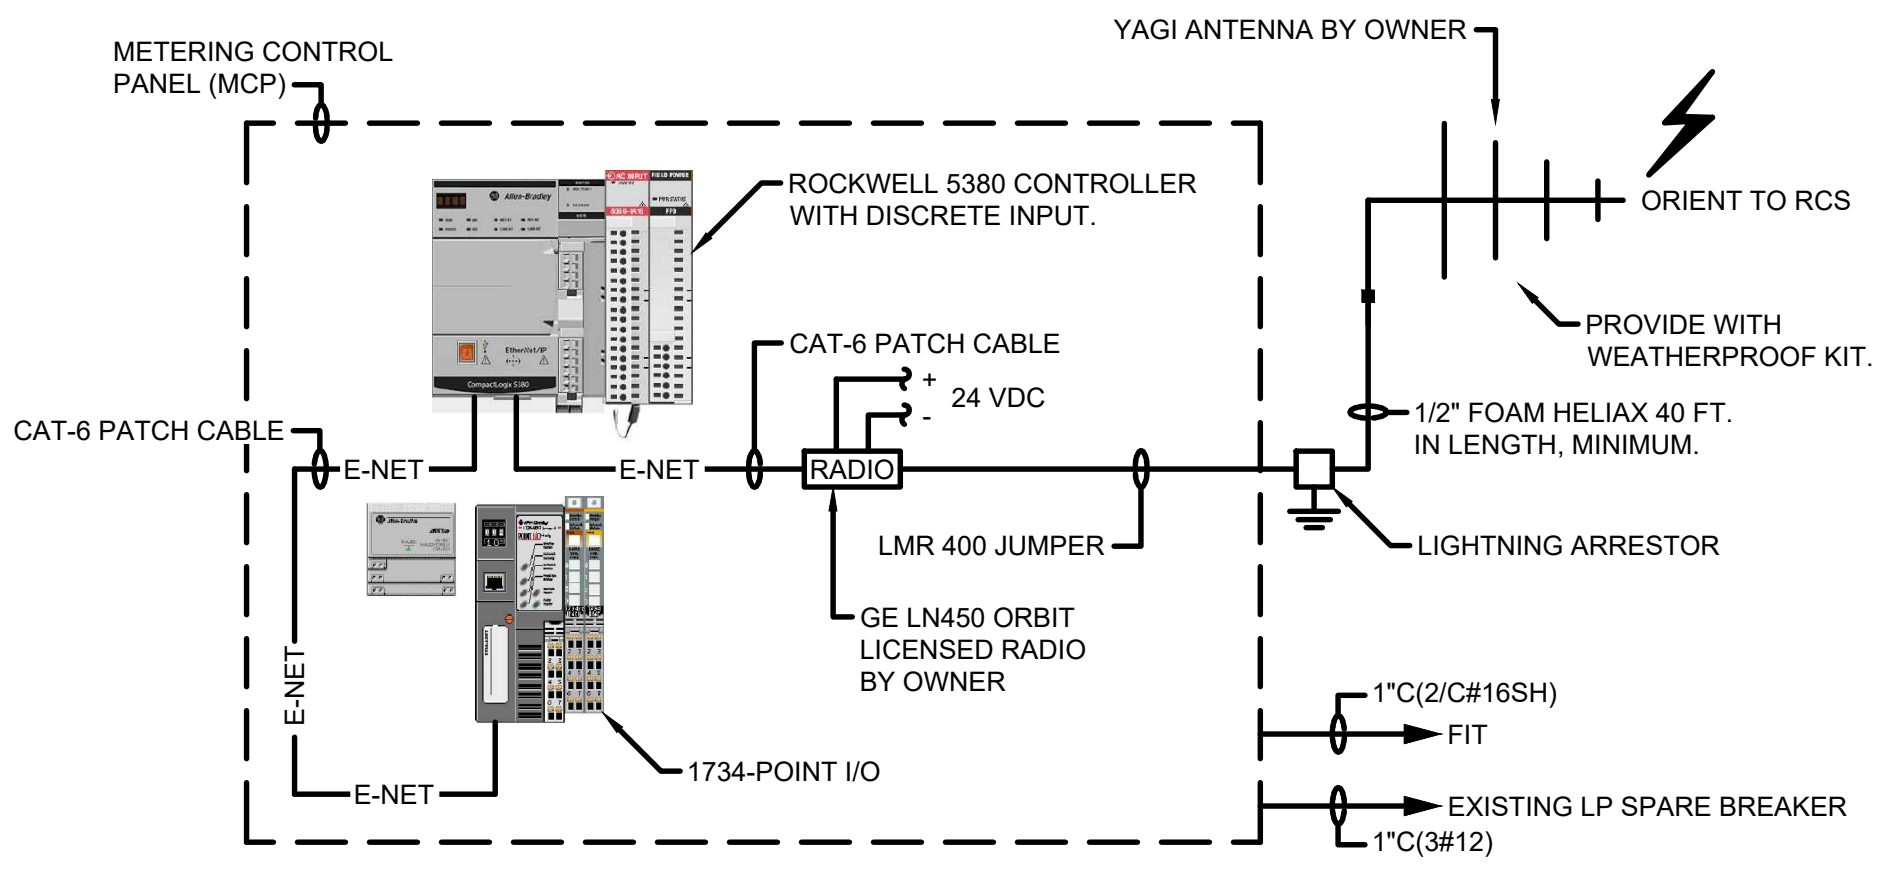 YAGI ANTENNA BY OWNER
METERING CONTROL
PANEL (MCP)
Allen-Bradley
AC INPUT
FIELD POWER
ROCKWELL 5380 CONTROLLER
WITH DISCRETE INPUT.
ORIENT TO RCS
EtherNet/IP
CompactLogix 5380
CAT-6 PATCH CABLE
+
24 VDC
-
PROVIDE WITH
WEATHERPROOF KIT.
1/2" FOAM HELIAX 40 FT.
IN LENGTH, MINIMUM.
CAT-6 PATCH CABLE
E-NET
E-NET
RADIO
LMR 400 JUMPER
LIGHTNING ARRESTOR
GE LN450 ORBIT
LICENSED RADIO
BY OWNER
E-NET
1"C(2/C#16SH)
FIT
1734-POINT I/O
E-NET
EXISTING LP SPARE BREAKER
1"C(3#12)